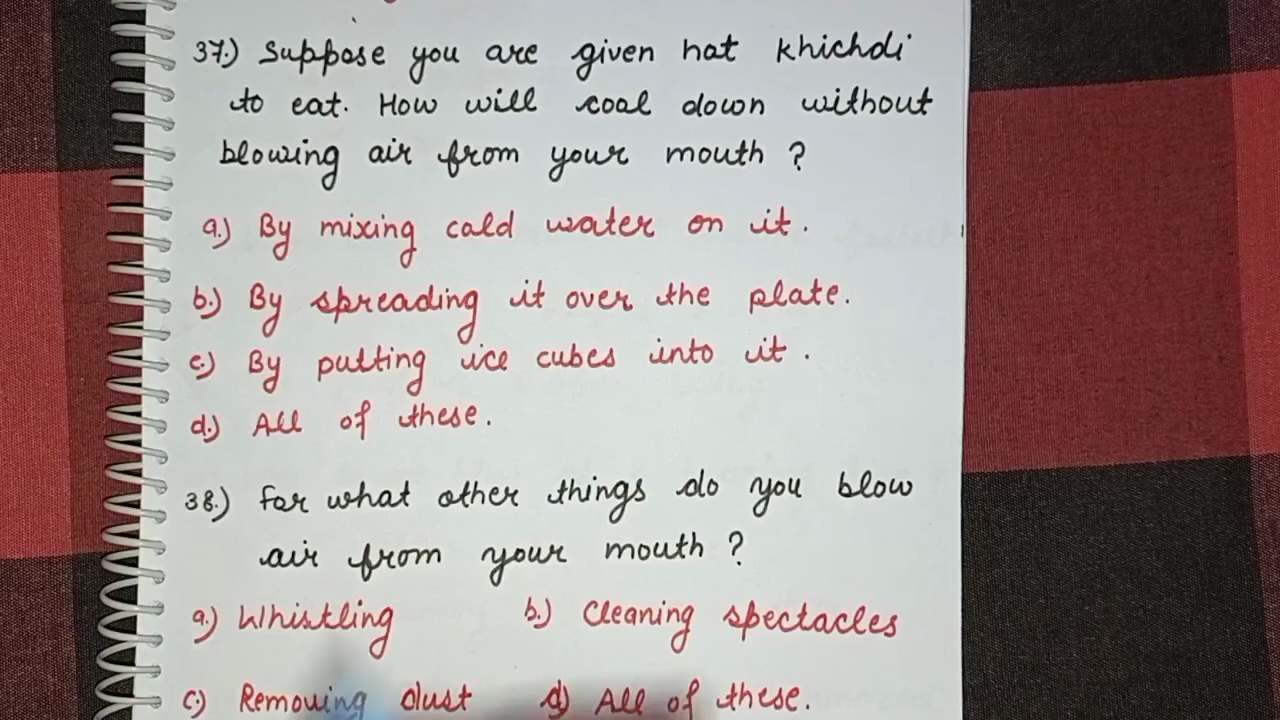 37.) Suppose you are given hot khichdi
to eat. How will cool down without
blowing air from your mouth ?
a.) By mixing cold water on it.
b.) By spreading it over the plate.
c.) By putting ice cubes into it.
d.) All of these.
38.) For what other things do you blow
air from your mouth ?
a.) Whistling b.) Cleaning spectacles
c.) Removing dust d) All of these.